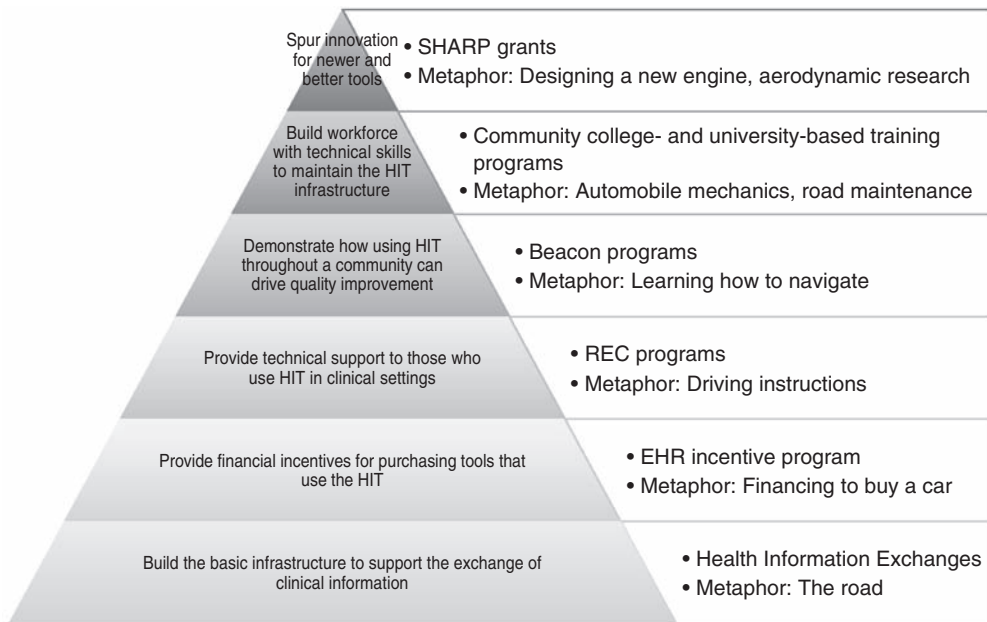 Spur innovation
for newer and
better tools
• SHARP grants
• Metaphor: Designing a new engine, aerodynamic research
Build workforce
with technical skills
to maintain the HIT
infrastructure
• Community college- and university-based training
programs
• Metaphor: Automobile mechanics, road maintenance
Demonstrate how using HIT
throughout a community can
drive quality improvement
• Beacon programs
• Metaphor: Learning how to navigate
Provide technical support to those who
use HIT in clinical settings
• REC programs
• Metaphor: Driving instructions
Provide financial incentives for purchasing tools that
use the HIT
• EHR incentive program
• Metaphor: Financing to buy a car
Build the basic infrastructure to support the exchange of
clinical information
• Health Information Exchanges
• Metaphor: The road